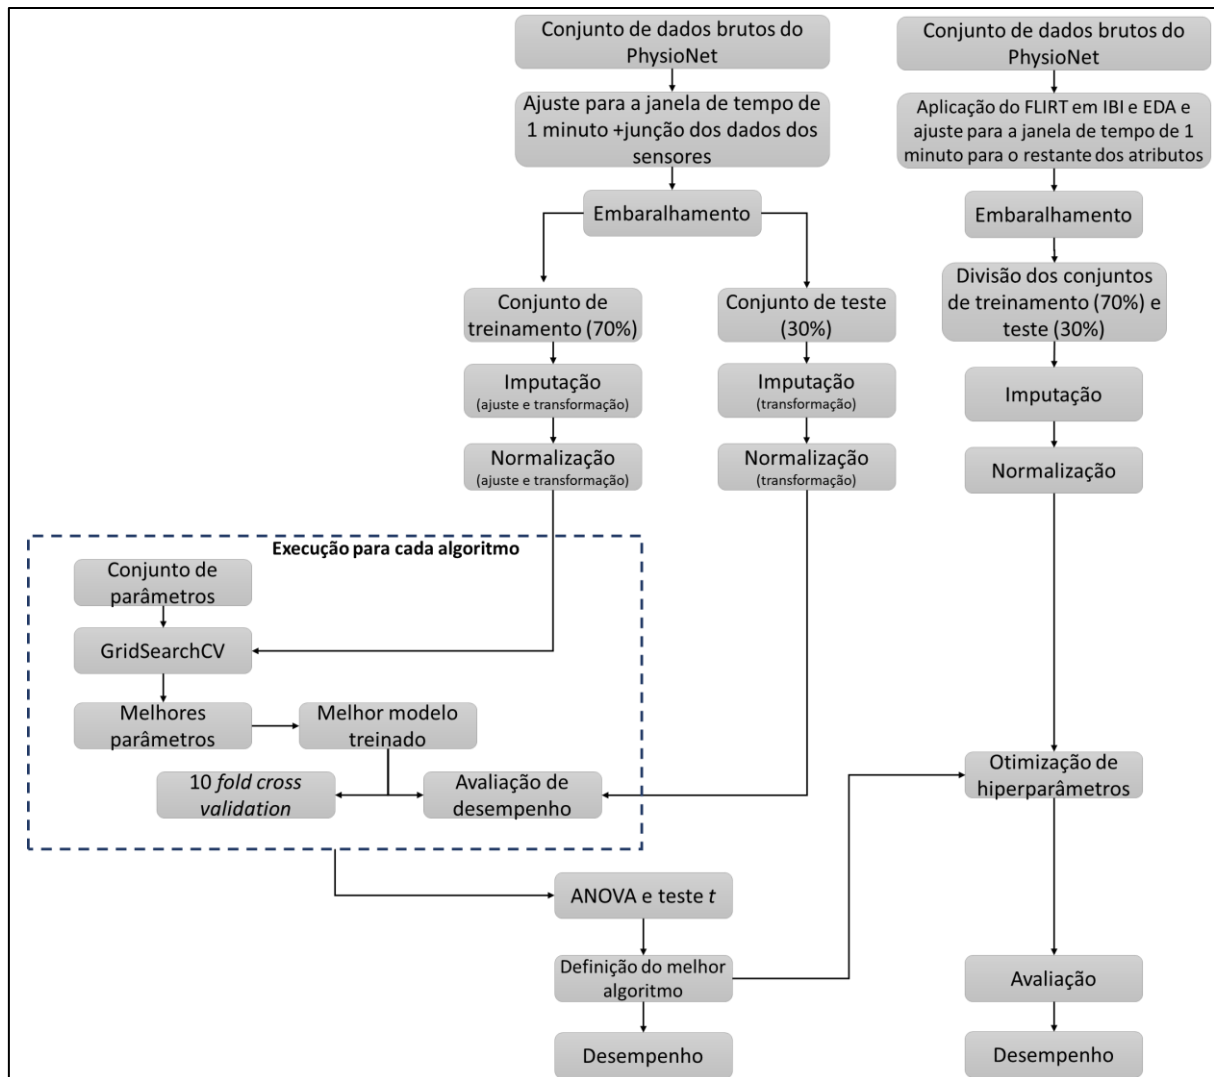 Conjunto de dados brutos do
PhysioNet
Ajuste para a janela de tempo de
1 minuto +junção dos dados dos
sensores
Embaralhamento
Conjunto de
treinamento (70%)
Conjunto de teste
(30%)
Imputação
(ajuste e transformação)
Imputação
(transformação)
Normalização
(ajuste e transformação)
Normalização
(transformação)
Execução para cada algoritmo
Conjunto de
parâmetros
GridSearchCV
Melhores
parâmetros
Melhor modelo
treinado
10 fold cross
validation
Avaliação de
desempenho
ANOVA e teste t
Definição do melhor
algoritmo
Desempenho
Conjunto de dados brutos do
PhysioNet
Aplicação do FLIRT em IBI e EDA e
ajuste para a janela de tempo de 1
minuto para o restante dos atributos
Embaralhamento
Divisão dos conjuntos
de treinamento (70%) e
teste (30%)
Imputação
Normalização
Otimização de
hiperparâmetros
Avaliação
Desempenho